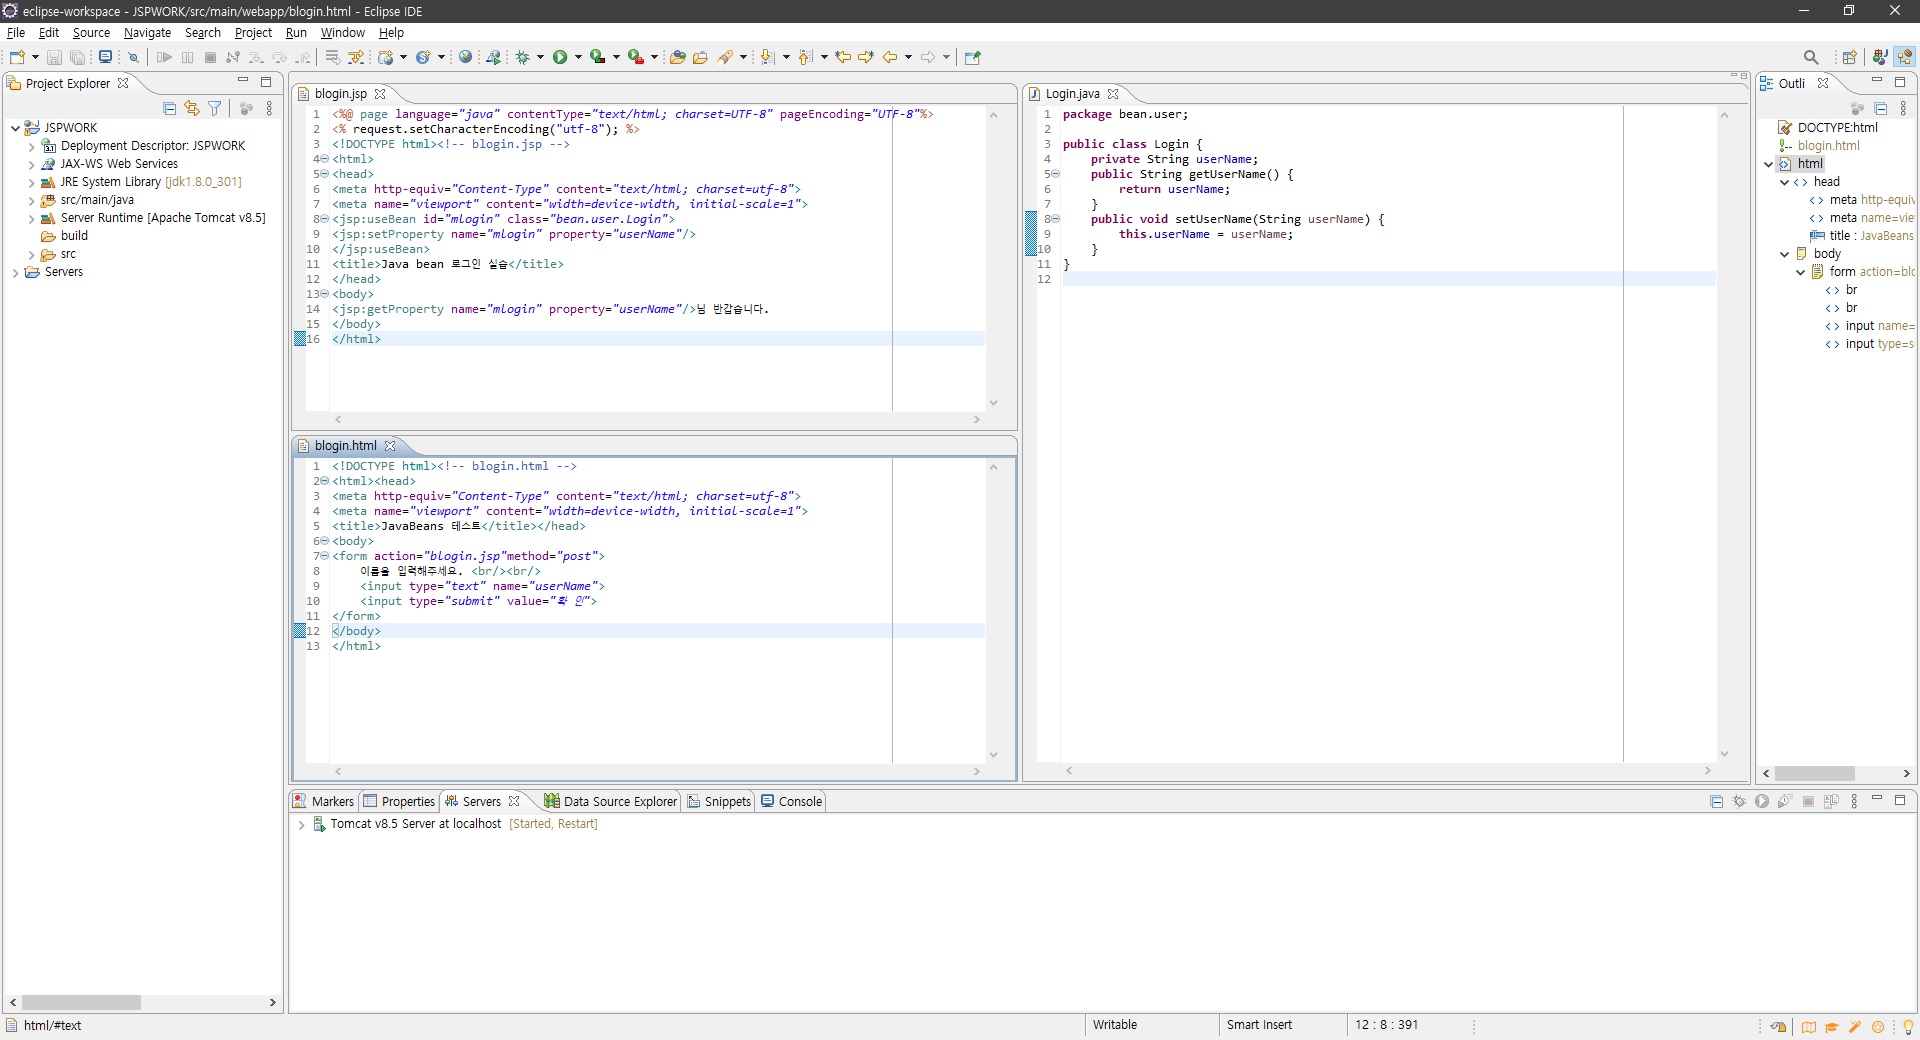 eclipse-workspace - JSPWORK/src/main/webapp/blogin.html - Eclipse IDE
File Edit Source Navigate Search Project Run Window Help
Project Explorer
JSPWORK
Deployment Descriptor: JSPWORK
JAX-WS Web Services
JRE System Library [jdk1.8.0_301]
src/main/java
Server Runtime [Apache Tomcat v8.5]
build
src
Servers
blogin.jsp
1 <%@ page language="java" contentType="text/html; charset=UTF-8" pageEncoding="UTF-8"%>
2 <% request.setCharacterEncoding("utf-8"); %>
3 <!DOCTYPE html><!-- blogin.jsp -->
4 <html>
5 <head>
6 <meta http-equiv="Content-Type" content="text/html; charset=utf-8">
7 <meta name="viewport" content="width=device-width, initial-scale=1">
8 <jsp:useBean id="mlogin" class="bean.user.Login">
9 <jsp:setProperty name="mlogin" property="userName"/>
10 </jsp:useBean>
11 <title>Java bean 로그인 실습</title>
12 </head>
13 <body>
14 <jsp:getProperty name="mlogin" property="userName"/>님 반갑습니다.
15 </body>
16 </html>
blogin.html
1 <!DOCTYPE html><!-- blogin.html -->
2 <html><head>
3 <meta http-equiv="Content-Type" content="text/html; charset=utf-8">
4 <meta name="viewport" content="width=device-width, initial-scale=1">
5 <title>JavaBeans 테스트</title></head>
6 <body>
7 <form action="blogin.jsp"method="post">
8 이름을 입력해주세요. <br/><br/>
9 <input type="text" name="userName">
10 <input type="submit" value="확 인">
11 </form>
12 </body>
13 </html>
Login.java
1 package bean.user;
2
3 public class Login {
4 private String userName;
5 public String getUserName() {
6 return userName;
7 }
8 public void setUserName(String userName) {
9 this.userName = userName;
10 }
11 }
12
Outli
DOCTYPE:html
blogin.html
html
head
meta http-equiv
meta name=vie
title : JavaBeans
body
form action=blo
br
br
input name=
input type=s
Markers Properties Servers Data Source Explorer Snippets Console
Tomcat v8.5 Server at localhost [Started, Restart]
html/#text
Writable
Smart Insert
12 : 8 : 391